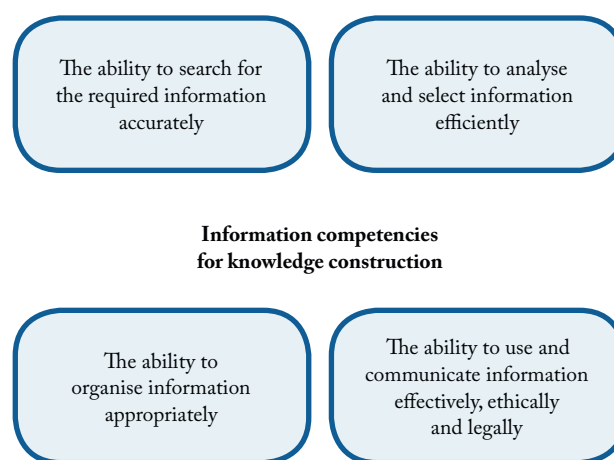 The ability to search for
the required information
accurately
The ability to analyse
and select information
efficiently
Information competencies
for knowledge construction
The ability to
organise information
appropriately
The ability to use and
communicate information
effectively, ethically
and legally